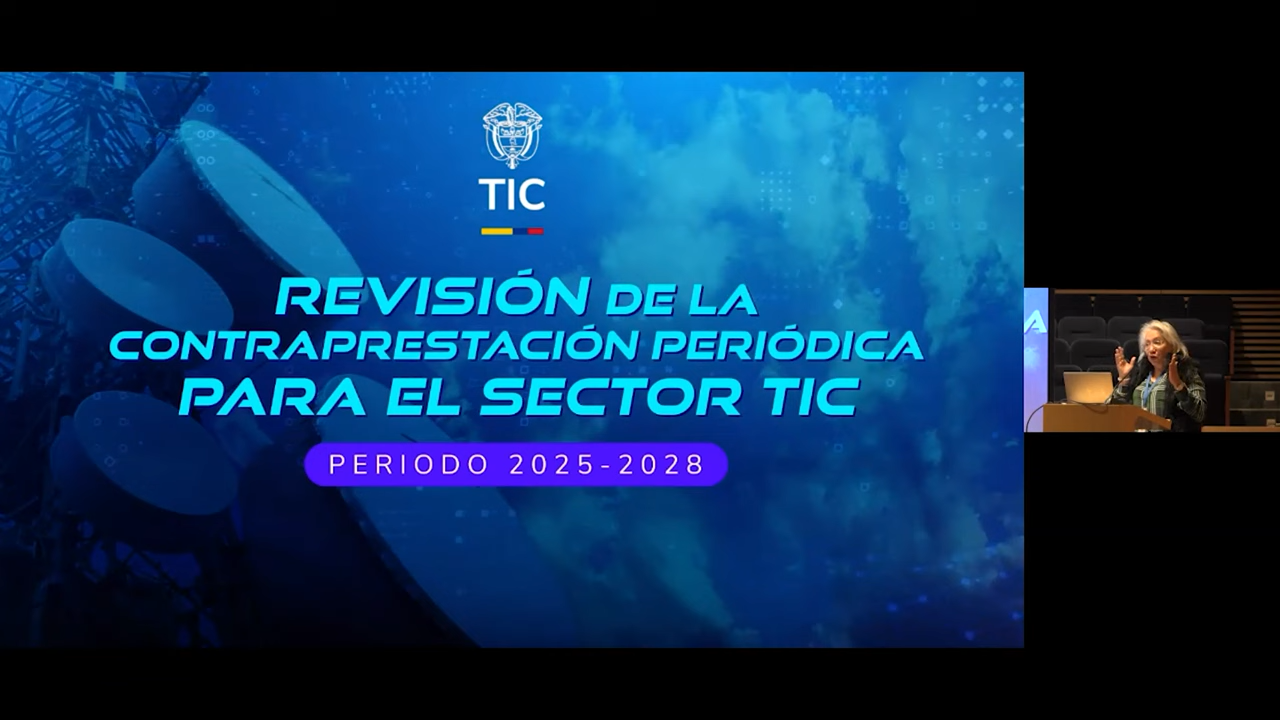 TIC
REVISIÓN DE LA
CONTRAPRESTACIÓN PERIÓDICA
PARA EL SECTOR TIC
PERIODO 2025-2028
A